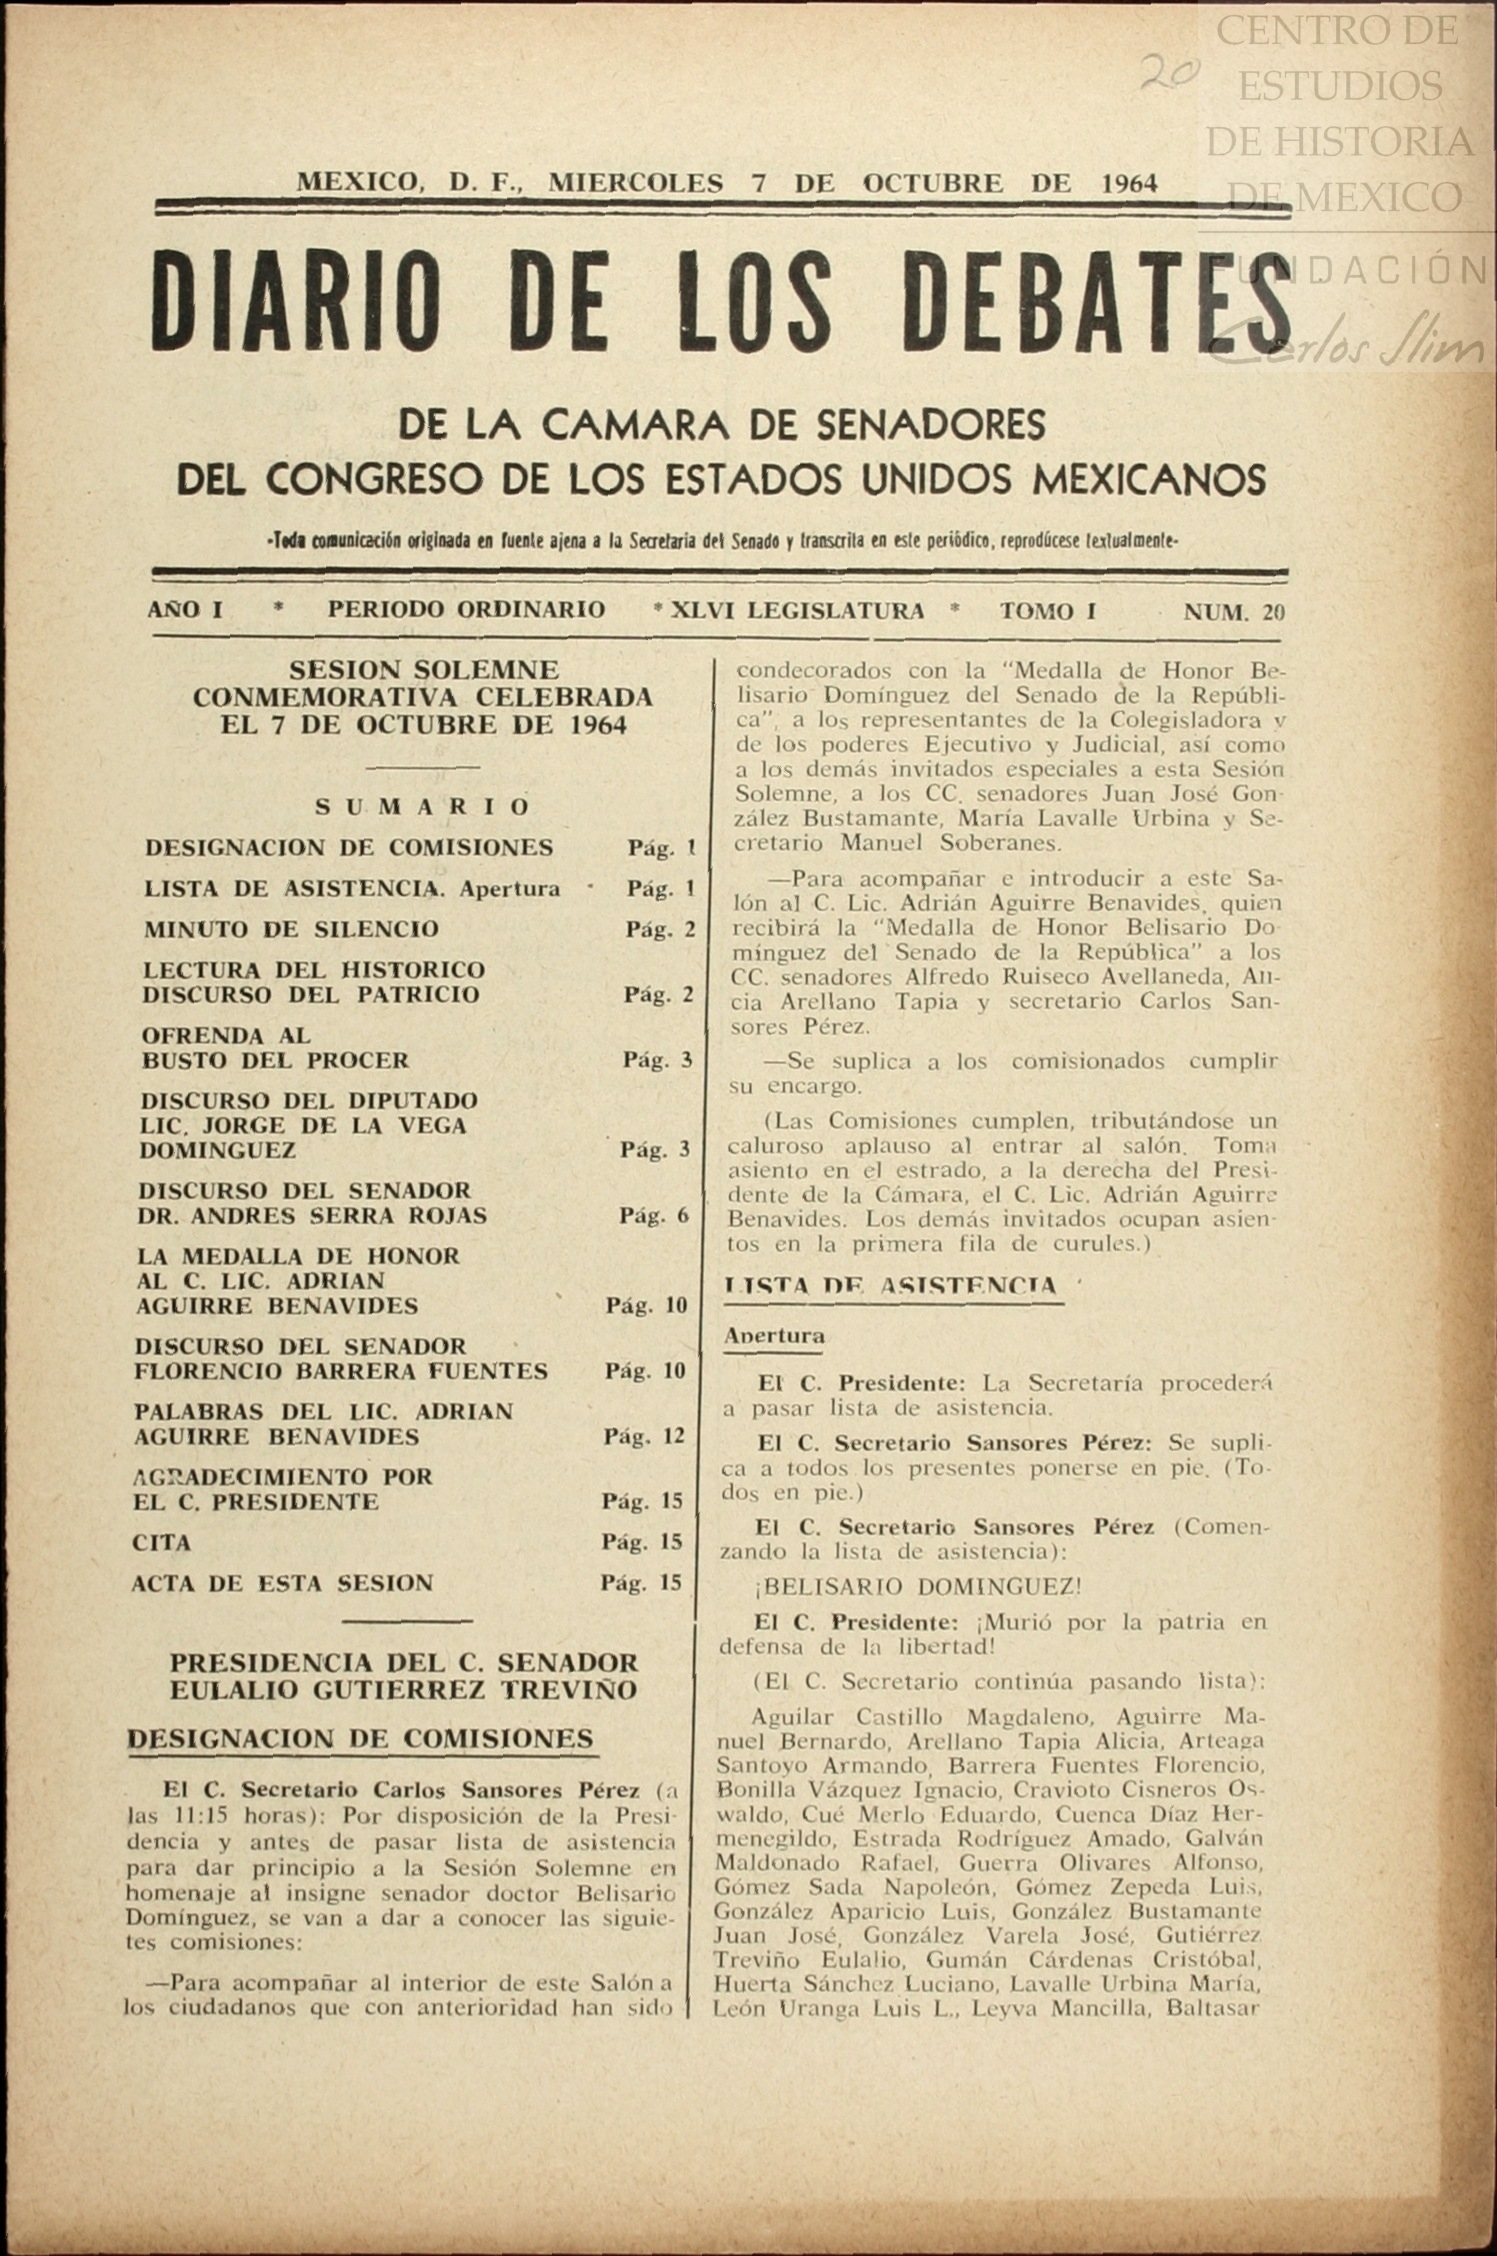 CENTRO DE
ESTUDIOS
DE HISTORIA
DE MEXICO
FUNDACIÓN
Carlos Slim
20
MEXICO, D. F., MIERCOLES 7 DE OCTUBRE DE 1964
DIARIO DE LOS DEBATES
DE LA CAMARA DE SENADORES
DEL CONGRESO DE LOS ESTADOS UNIDOS MEXICANOS
-Toda comunicación originada en fuente ajena a la Secretaria del Senado y transcrita en este periódico, reprodúcese textualmente-
AÑO I * PERIODO ORDINARIO * XLVI LEGISLATURA * TOMO I NUM. 20
SESION SOLEMNE
CONMEMORATIVA CELEBRADA
EL 7 DE OCTUBRE DE 1964
SUMARIO
DESIGNACION DE COMISIONES Pág. 1
LISTA DE ASISTENCIA. Apertura Pág. 1
MINUTO DE SILENCIO Pág. 2
LECTURA DEL HISTORICO
DISCURSO DEL PATRICIO Pág. 2
OFRENDA AL
BUSTO DEL PROCER Pág. 3
DISCURSO DEL DIPUTADO
LIC. JORGE DE LA VEGA
DOMINGUEZ Pág. 3
DISCURSO DEL SENADOR
DR. ANDRES SERRA ROJAS Pág. 6
LA MEDALLA DE HONOR
AL C. LIC. ADRIAN
AGUIRRE BENAVIDES Pág. 10
DISCURSO DEL SENADOR
FLORENCIO BARRERA FUENTES Pág. 10
PALABRAS DEL LIC. ADRIAN
AGUIRRE BENAVIDES Pág. 12
AGRADECIMIENTO POR
EL C. PRESIDENTE Pág. 15
CITA Pág. 15
ACTA DE ESTA SESION Pág. 15
PRESIDENCIA DEL C. SENADOR
EULALIO GUTIERREZ TREVIÑO
DESIGNACION DE COMISIONES
El C. Secretario Carlos Sansores Pérez (a
las 11:15 horas): Por disposición de la Presi-
dencia y antes de pasar lista de asistencia
para dar principio a la Sesión Solemne en
homenaje al insigne senador doctor Belisario
Domínguez, se van a dar a conocer las siguie-
tes comisiones:
—Para acompañar al interior de este Salón a
los ciudadanos que con anterioridad han sido
condecorados con la "Medalla de Honor Be-
lisario Domínguez del Senado de la Repúbli-
ca", a los representantes de la Colegisladora y
de los poderes Ejecutivo y Judicial, así como
a los demás invitados especiales a esta Sesión
Solemne, a los CC. senadores Juan José Gon-
zález Bustamante, María Lavalle Urbina y Se-
cretario Manuel Soberanes.
—Para acompañar e introducir a este Sa-
lón al C. Lic. Adrián Aguirre Benavides, quien
recibirá la "Medalla de Honor Belisario Do-
mínguez del Senado de la República" a los
CC. senadores Alfredo Ruiseco Avellaneda, Ali-
cia Arellano Tapia y secretario Carlos San-
sores Pérez.
—Se suplica a los comisionados cumplir
su encargo.
(Las Comisiones cumplen, tributándose un
caluroso aplauso al entrar al salón. Toma
asiento en el estrado, a la derecha del Presi-
dente de la Cámara, el C. Lic. Adrián Aguirre
Benavides. Los demás invitados ocupan asien-
tos en la primera fila de curules.)
LISTA DE ASISTENCIA
Apertura
El C. Presidente: La Secretaría procederá
a pasar lista de asistencia.
El C. Secretario Sansores Pérez: Se supli-
ca a todos los presentes ponerse en pie. (To-
dos en pie.)
El C. Secretario Sansores Pérez (Comen-
zando la lista de asistencia):
¡BELISARIO DOMINGUEZ!
El C. Presidente: ¡Murió por la patria en
defensa de la libertad!
(El C. Secretario continúa pasando lista):
Aguilar Castillo Magdaleno, Aguirre Ma-
nuel Bernardo, Arellano Tapia Alicia, Arteaga
Santoyo Armando, Barrera Fuentes Florencio,
Bonilla Vázquez Ignacio, Cravioto Cisneros Os-
waldo, Cué Merlo Eduardo, Cuenca Díaz Her-
menegildo, Estrada Rodríguez Amado, Galván
Maldonado Rafael, Guerra Olivares Alfonso,
Gómez Sada Napoleón, Gómez Zepeda Luis,
González Aparicio Luis, González Bustamante
Juan José, González Varela José, Gutiérrez
Treviño Eulalio, Gumán Cárdenas Cristóbal,
Huerta Sánchez Luciano, Lavalle Urbina María,
León Uranga Luis L., Leyva Mancilla, Baltasar